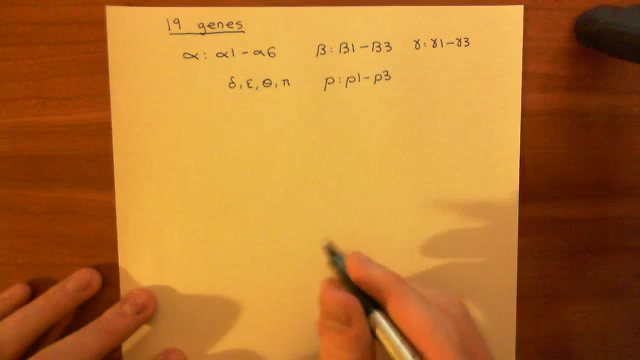 19 genes
α: α1-α6 β: β1-β3 γ: γ1-γ3
δ, ε, θ, π ρ: ρ1-ρ3